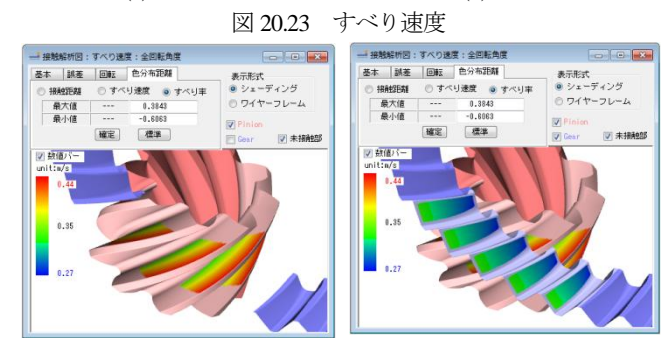 図 20.23 すべり速度
接触解析図：すべり速度：全回転角度
基本 誤差 回転 色分布距離
接触距離 すべり速度 すべり率
最大値 --- 0.3843
最小値 --- -0.6063
確定 標準
表示形式
シェーディング
ワイヤーフレーム
Pinion
Gear 未接触部
数値バー
unit:m/s
0.44
0.35
0.27
接触解析図：すべり速度：全回転角度
基本 誤差 回転 色分布距離
接触距離 すべり速度 すべり率
最大値 --- 0.3843
最小値 --- -0.6063
確定 標準
表示形式
シェーディング
ワイヤーフレーム
Pinion
Gear 未接触部
数値バー
unit:m/s
0.44
0.35
0.27